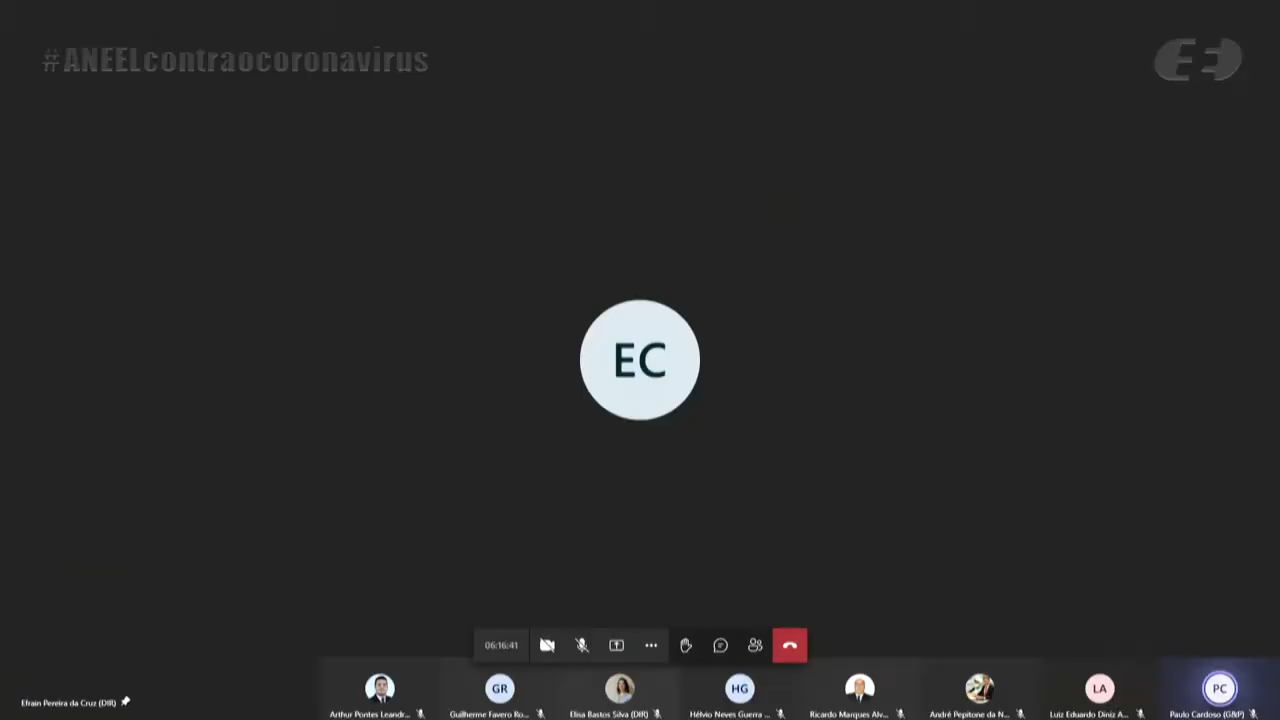 #ANEELcontraocoronavirus
EC
06:16:41
GR
HG
LA
PC
Efrain Pereira da Cruz (DIR)
Arthur Pontes Leandr...
Guilherme Favero Ro...
Elisa Bastos Silva (DIR)
Hélvio Neves Guerra ...
Ricardo Marques Alv...
André Pepitone da N...
Luiz Eduardo Diniz A...
Paulo Cardoso (GRIP)